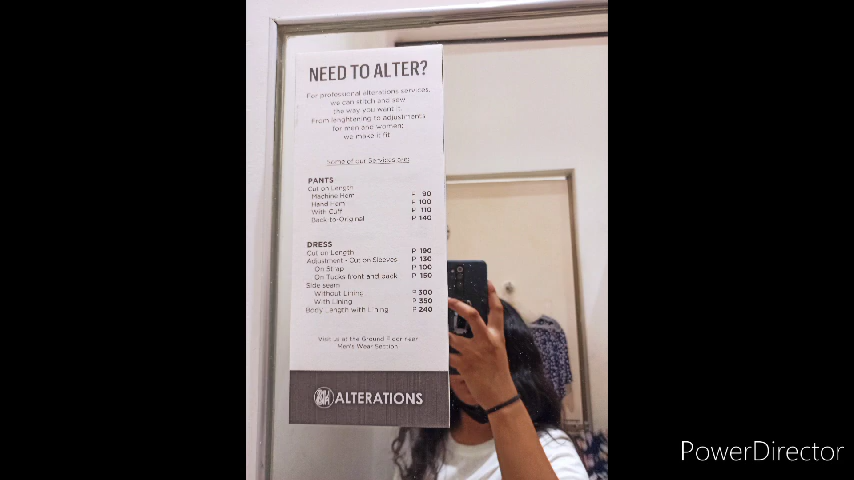 NEED TO ALTER?
For professional alterations services,
we can stitch and sew
the way you want it.
From lenghtening to adjustments
for men and women;
we make it fit
Some of our Services are:
PANTS
Cut on Length
Machine Hem P 90
Hand Hem P 100
With Cuff P 110
Back-to-Original P 140
DRESS
Cut on Length P 190
Adjustment - Cut on Sleeves P 130
On Strap P 100
On Tucks front and back P 150
Side seam
Without Lining P 300
With Lining P 350
Body Length with Lining P 240
Visit us at the Ground Floor near
Men's Wear Section
SM ALTERATIONS
PowerDirector